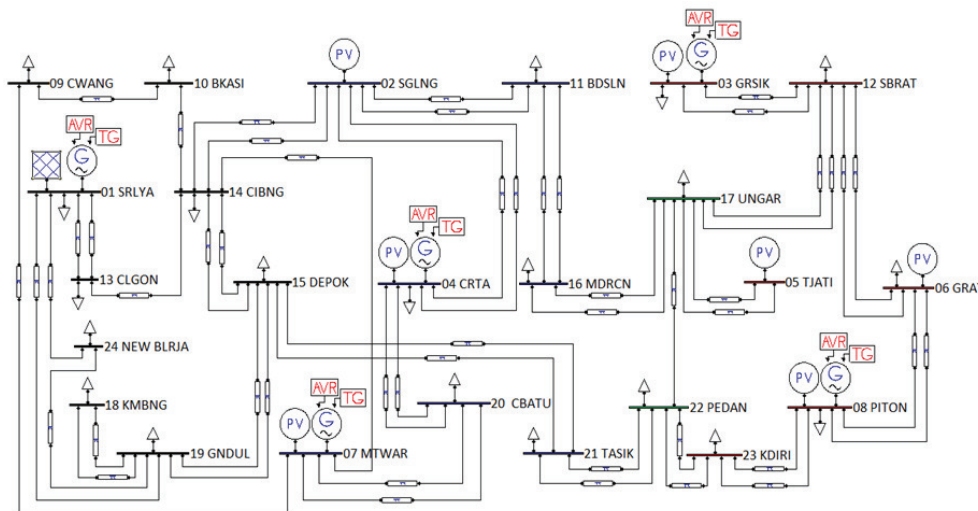 AVR
TG
PV
G
PV
G
09 CWANG
10 BKASI
02 SGLNG
11 BDSLN
03 GRSIK
12 SBRAT
AVR
TG
G
01 SRLYA
14 CIBNG
17 UNGAR
AVR
TG
PV
G
PV
PV
13 CLGON
15 DEPOK
04 CRTA
16 MDRCN
05 TJATI
06 GRAT
24 NEW BLRJA
AVR
TG
AVR
TG
PV
G
PV
G
18 KMBNG
20 CBATU
22 PEDAN
08 PITON
19 GNDUL
07 MTWAR
21 TASIK
23 KDIRI